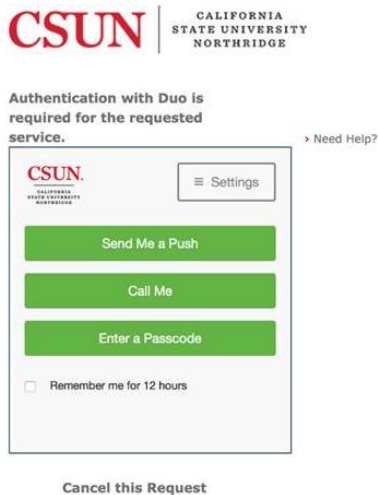 CSUN
CALIFORNIA
STATE UNIVERSITY
NORTHRIDGE
Authentication with Duo is
required for the requested
service.
> Need Help?
CSUN.
CALIFORNIA
STATE UNIVERSITY
NORTHRIDGE
≡ Settings
Send Me a Push
Call Me
Enter a Passcode
Remember me for 12 hours
Cancel this Request